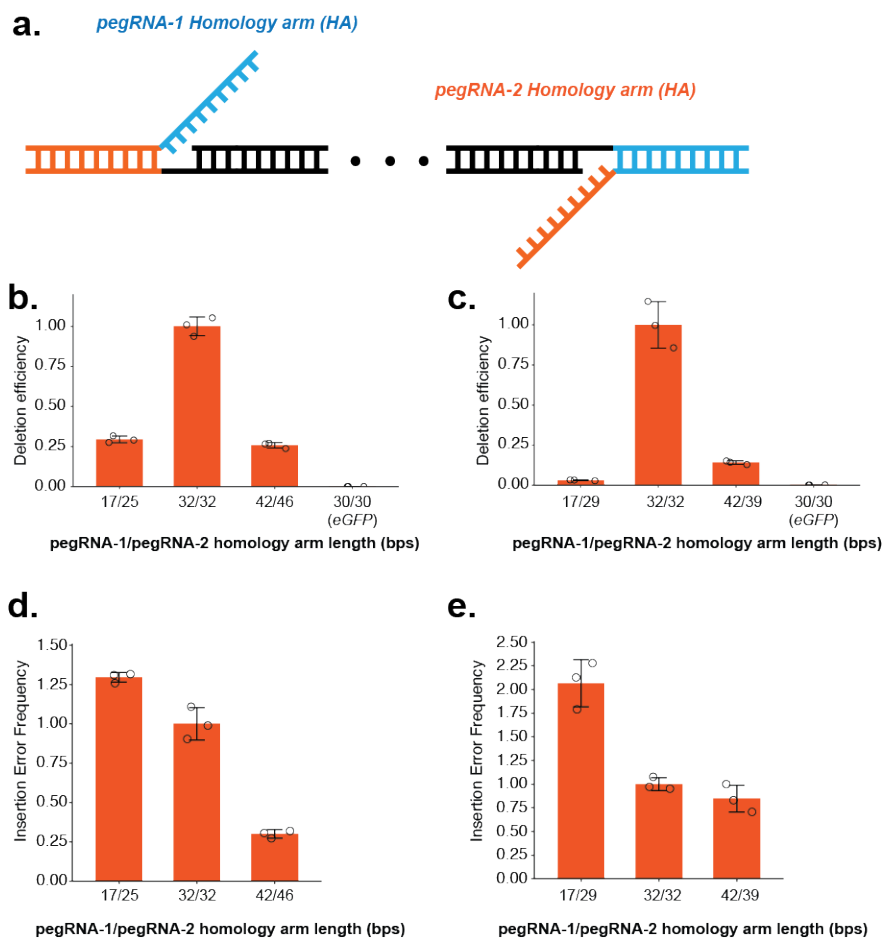 a.
pegRNA-1 Homology arm (HA)
pegRNA-2 Homology arm (HA)
b.
Deletion efficiency
1.00
0.75
0.50
0.25
0.00
17/25 32/32 42/46 30/30
(eGFP)
pegRNA-1/pegRNA-2 homology arm length (bps)
c.
Deletion efficiency
1.00
0.75
0.50
0.25
0.00
17/29 32/32 42/39 30/30
(eGFP)
pegRNA-1/pegRNA-2 homology arm length (bps)
d.
Insertion Error Frequency
1.50
1.25
1.00
0.75
0.50
0.25
0.00
17/25 32/32 42/46
pegRNA-1/pegRNA-2 homology arm length (bps)
e.
Insertion Error Frequency
2.50
2.25
2.00
1.75
1.50
1.25
1.00
0.75
0.50
0.25
0.00
17/29 32/32 42/39
pegRNA-1/pegRNA-2 homology arm length (bps)